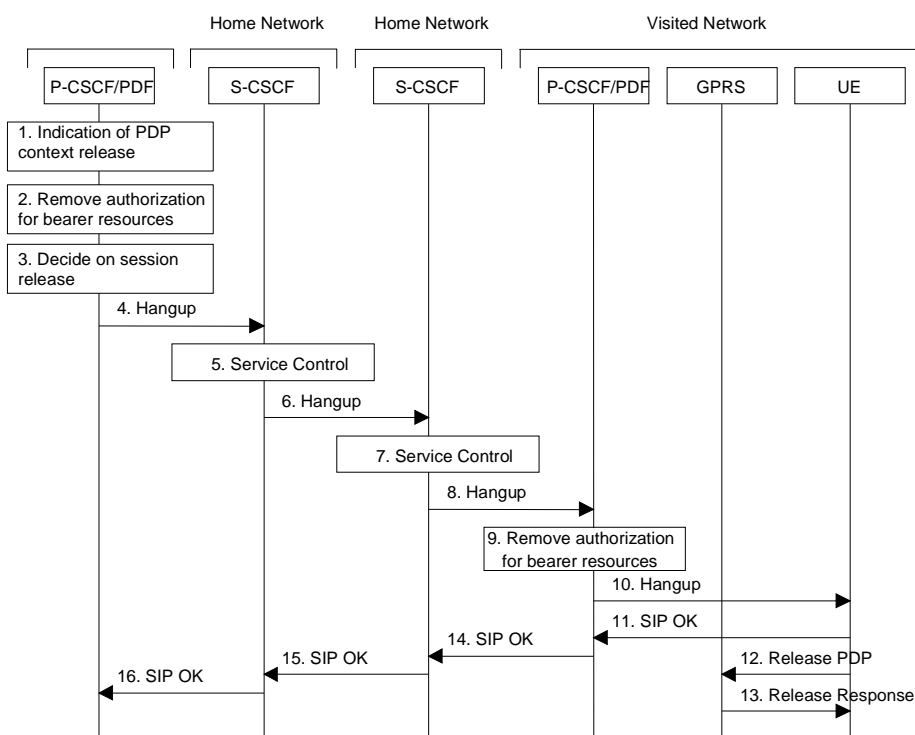 Home Network
Home Network
Visited Network
P-CSCF/PDF
S-CSCF
S-CSCF
P-CSCF/PDF
GPRS
UE
1. Indication of PDP
context release
2. Remove authorization
for bearer resources
3. Decide on session
release
4. Hangup
5. Service Control
6. Hangup
7. Service Control
8. Hangup
9. Remove authorization
for bearer resources
10. Hangup
11. SIP OK
14. SIP OK
12. Release PDP
15. SIP OK
16. SIP OK
13. Release Response